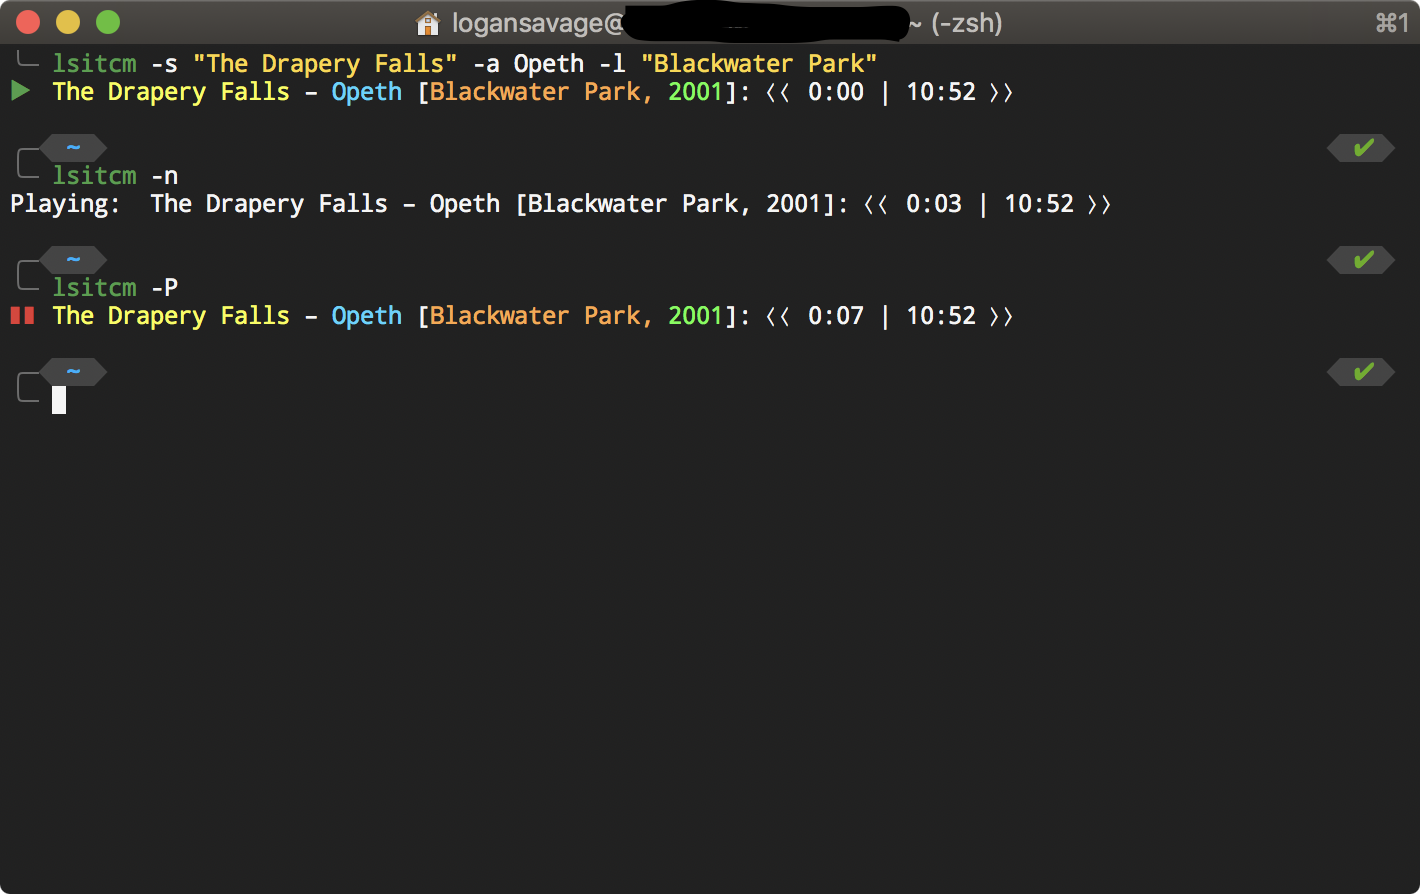 logansavage@ ~ (-zsh) ⌘1
lsitcm -s "The Drapery Falls" -a Opeth -l "Blackwater Park"
▶ The Drapery Falls – Opeth [Blackwater Park, 2001]: ⟨⟨ 0:00 | 10:52 ⟩⟩
~ ✔
lsitcm -n
Playing: The Drapery Falls – Opeth [Blackwater Park, 2001]: ⟨⟨ 0:03 | 10:52 ⟩⟩
~ ✔
lsitcm -P
▮▮ The Drapery Falls – Opeth [Blackwater Park, 2001]: ⟨⟨ 0:07 | 10:52 ⟩⟩
~ ✔